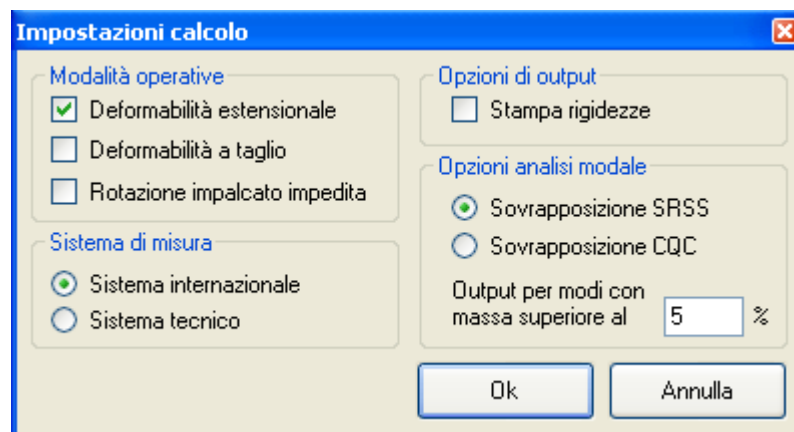 Impostazioni calcolo
Modalità operative
Deformabilità estensionale
Deformabilità a taglio
Rotazione impalcato impedita
Sistema di misura
Sistema internazionale
Sistema tecnico
Opzioni di output
Stampa rigidezze
Opzioni analisi modale
Sovrapposizione SRSS
Sovrapposizione CQC
Output per modi con
massa superiore al 5 %
Ok
Annulla